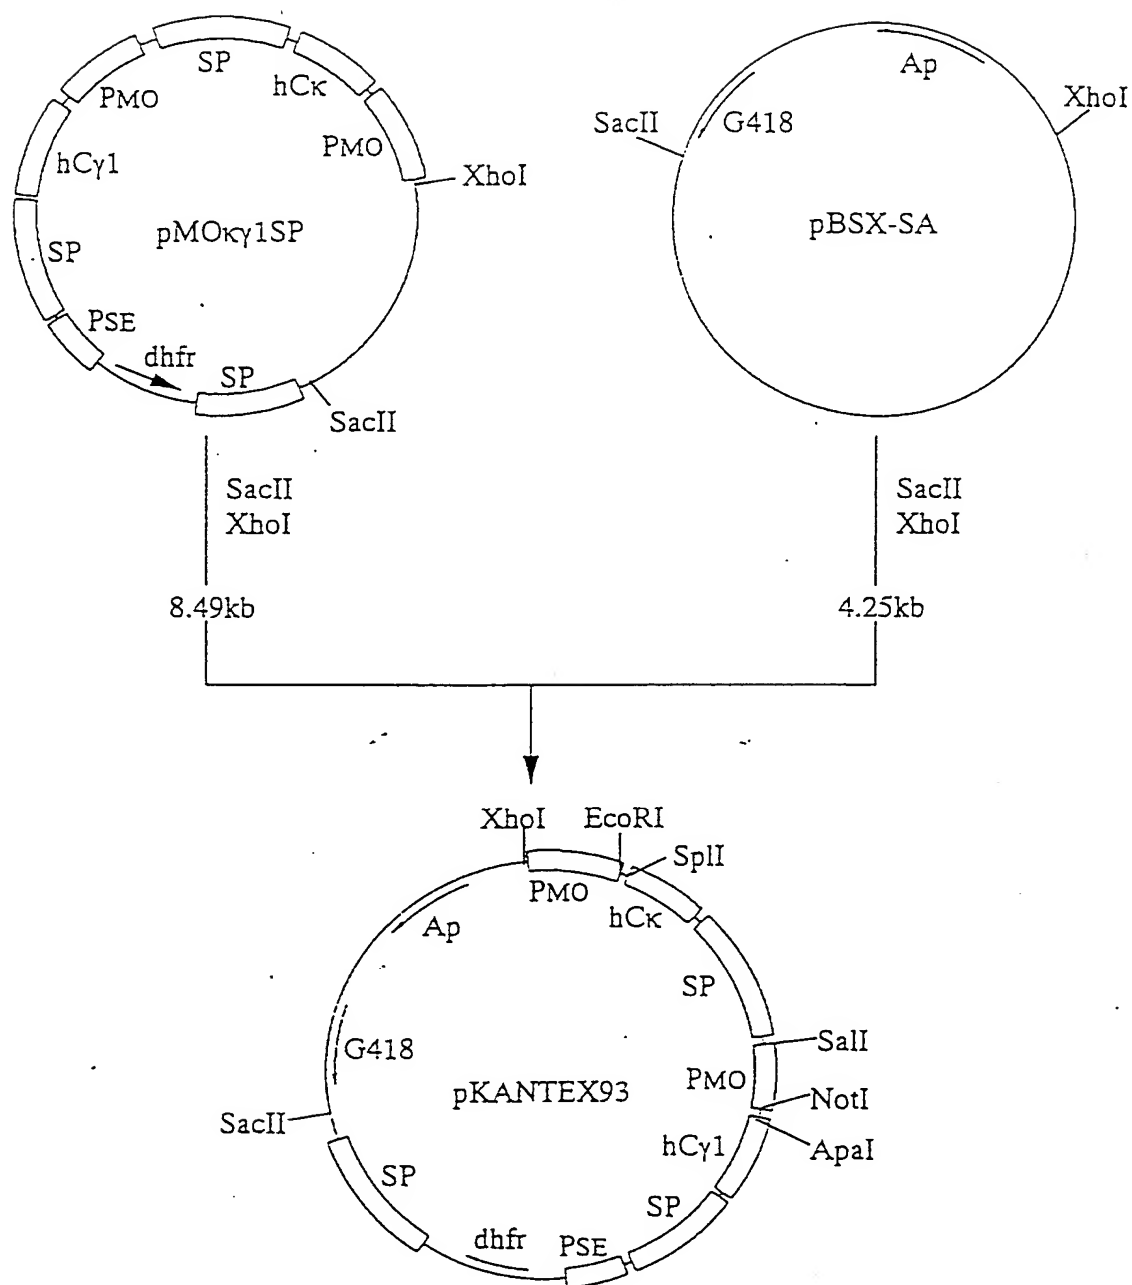 SP
hCκ
PMO
PMO
hCγ1
XhoI
pMOκγ1SP
SP
PSE
dhfr
SP
SacII
Ap
XhoI
G418
SacII
pBSX-SA
SacII
XhoI
8.49kb
SacII
XhoI
4.25kb
XhoI
EcoRI
SplI
PMO
hCκ
Ap
SP
G418
SalI
PMO
pKANTEX93
NotI
SacII
hCγ1
ApaI
SP
SP
dhfr
PSE